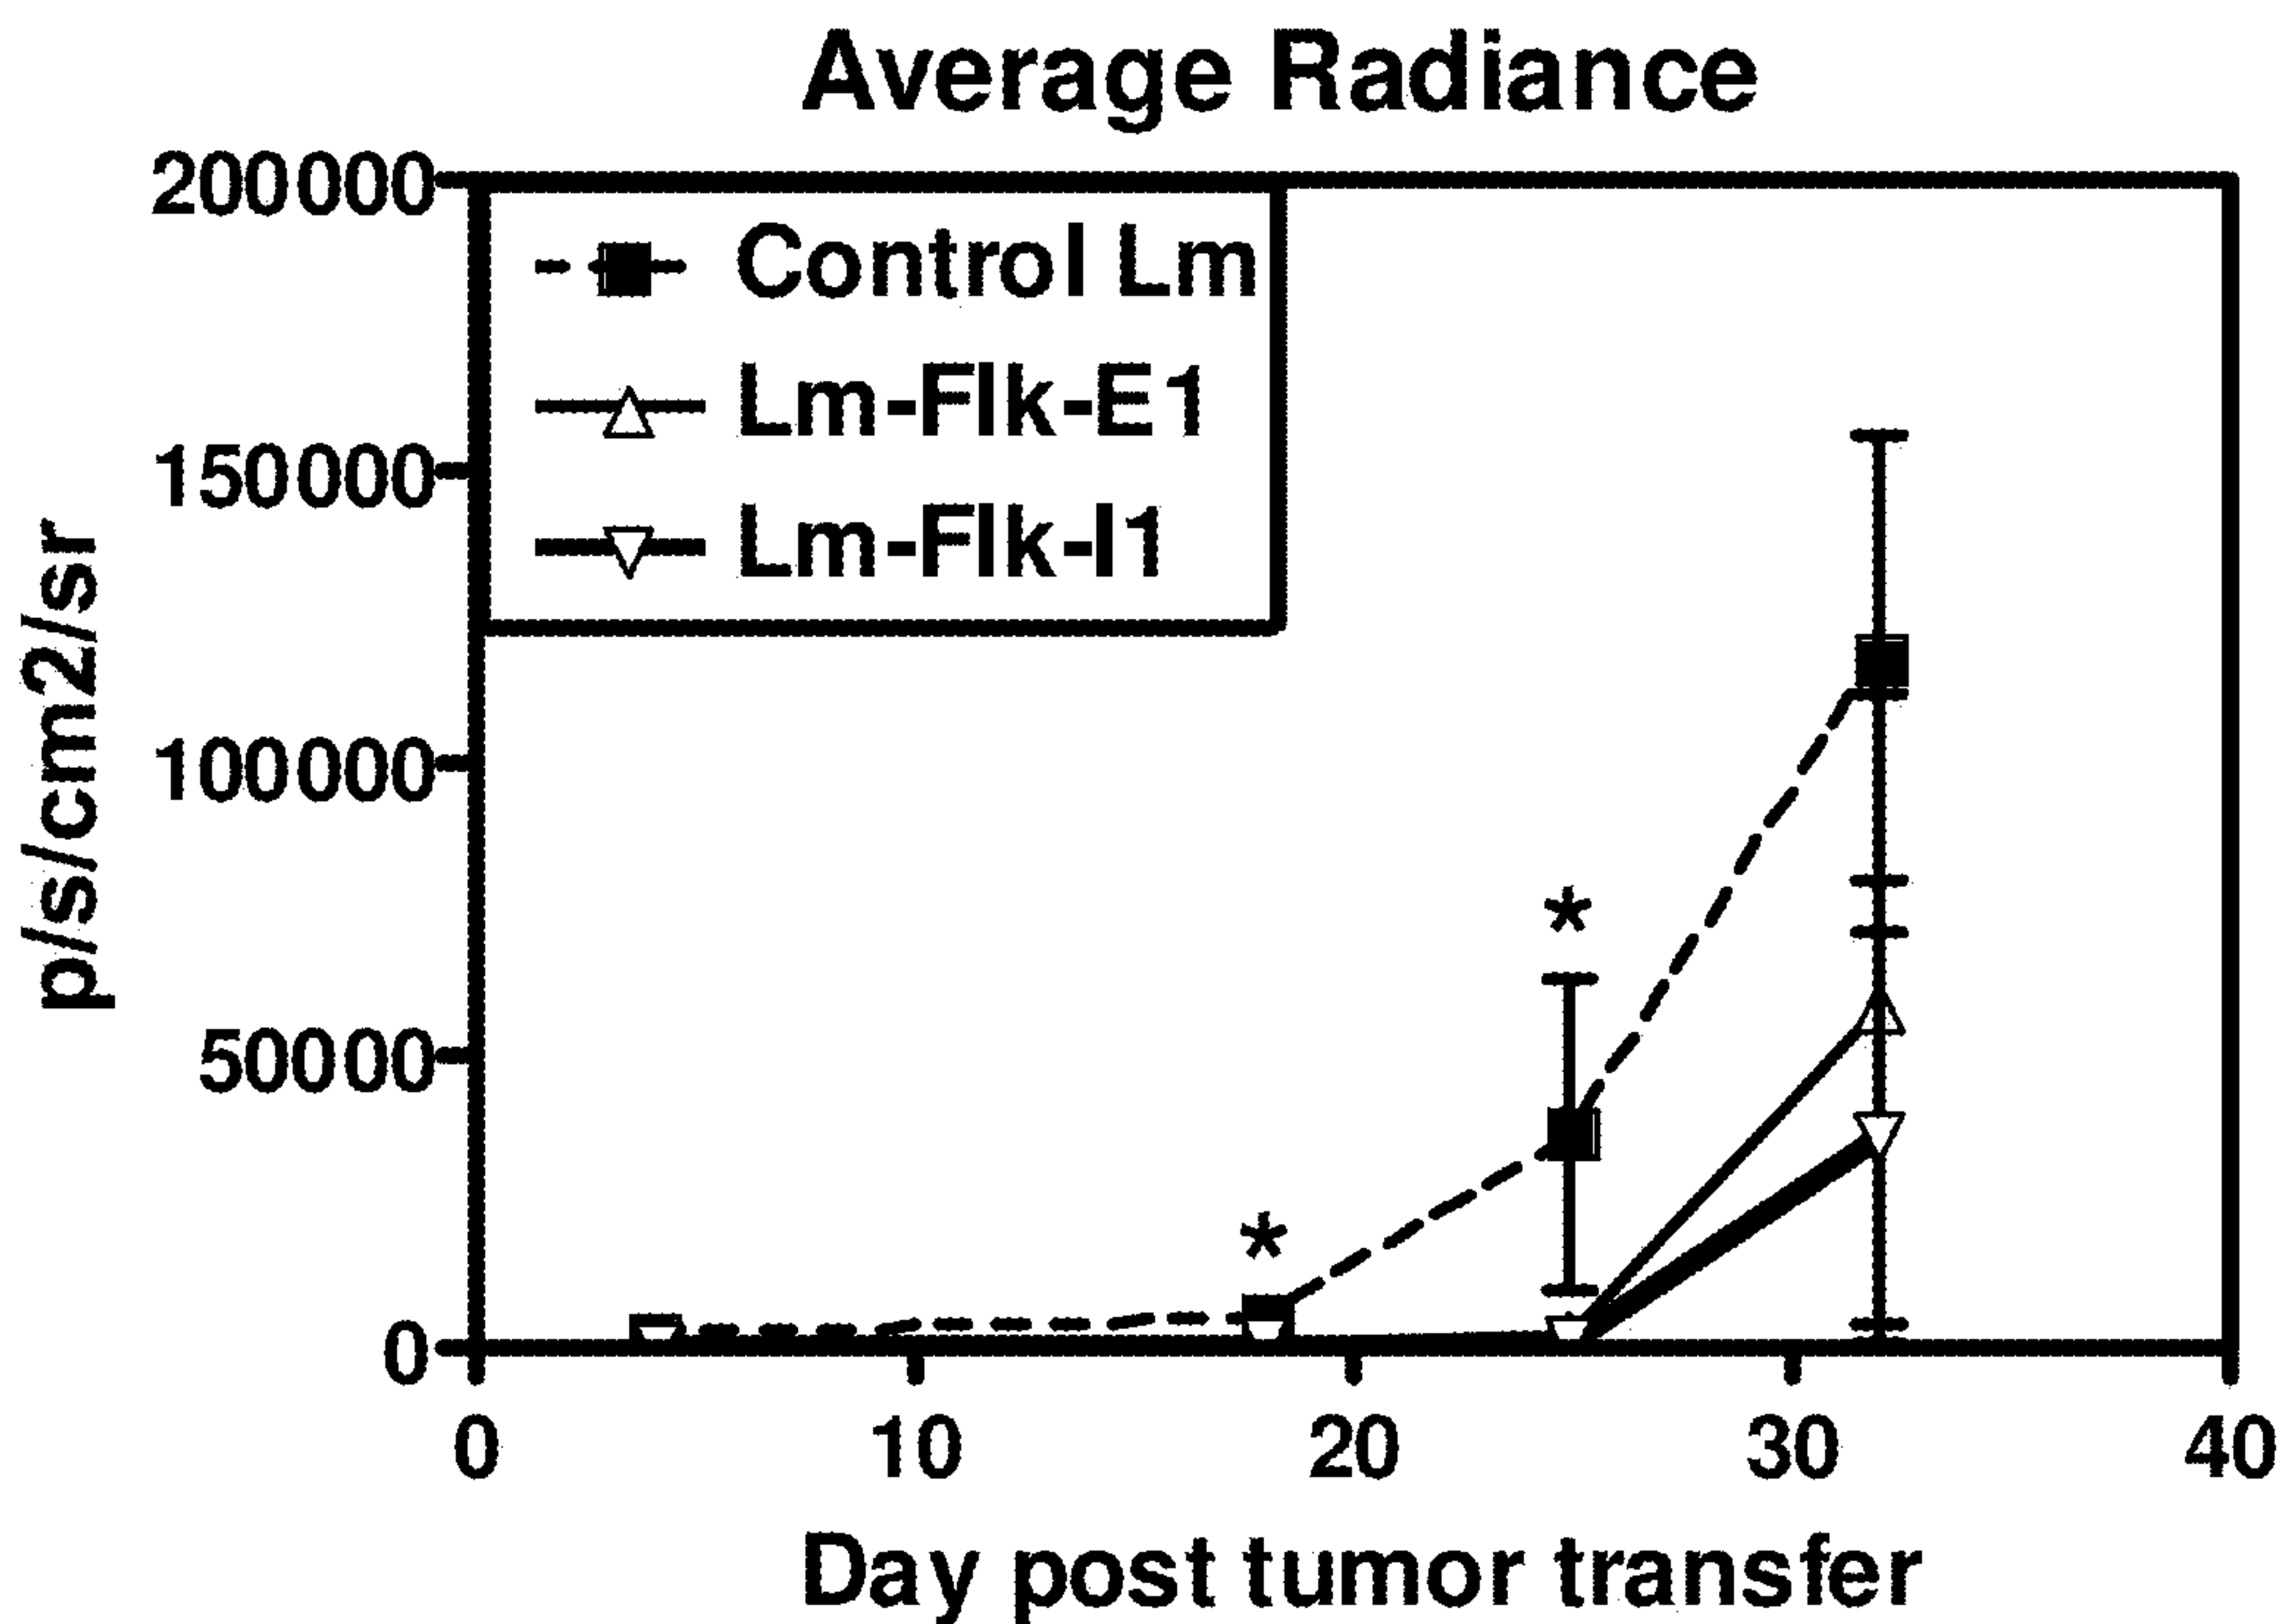 Average Radiance
200000
150000
100000
50000
0
p/s/cm2/sr
Control Lm
Lm-Flk-E1
Lm-Flk-I1
*
*
0 10 20 30 40
Day post tumor transfer